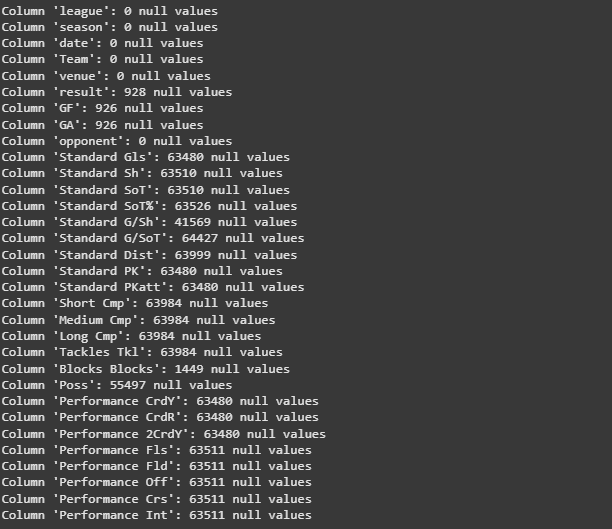 Column 'league': 0 null values
Column 'season': 0 null values
Column 'date': 0 null values
Column 'Team': 0 null values
Column 'venue': 0 null values
Column 'result': 928 null values
Column 'GF': 926 null values
Column 'GA': 926 null values
Column 'opponent': 0 null values
Column 'Standard Gls': 63480 null values
Column 'Standard Sh': 63510 null values
Column 'Standard SoT': 63510 null values
Column 'Standard SoT%': 63526 null values
Column 'Standard G/Sh': 41569 null values
Column 'Standard G/SoT': 64427 null values
Column 'Standard Dist': 63999 null values
Column 'Standard PK': 63480 null values
Column 'Standard PKatt': 63480 null values
Column 'Short Cmp': 63984 null values
Column 'Medium Cmp': 63984 null values
Column 'Long Cmp': 63984 null values
Column 'Tackles Tkl': 63984 null values
Column 'Blocks Blocks': 1449 null values
Column 'Poss': 55497 null values
Column 'Performance CrdY': 63480 null values
Column 'Performance CrdR': 63480 null values
Column 'Performance 2CrdY': 63480 null values
Column 'Performance Fls': 63511 null values
Column 'Performance Fld': 63511 null values
Column 'Performance Off': 63511 null values
Column 'Performance Crs': 63511 null values
Column 'Performance Int': 63511 null values